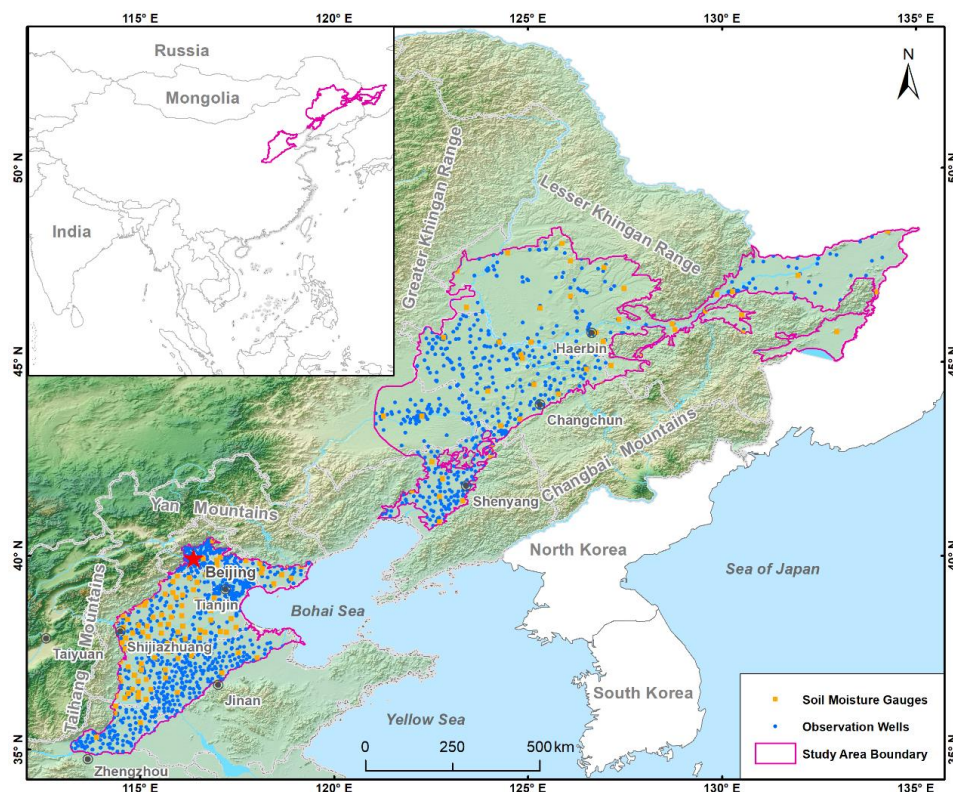 115° E
120° E
125° E
130° E
135° E
Russia
Mongolia
India
N
50° N
50° N
Greater Khingan Range
Lesser Khingan Range
Haerbin
45° N
45° N
Changchun
Changbai Mountains
Shenyang
Yan Mountains
40° N
40° N
North Korea
Beijing
Sea of Japan
Tianjin
Bohai Sea
Taihang Mountains
Taiyuan
Shijiazhuang
Jinan
South Korea
Soil Moisture Gauges
Yellow Sea
Observation Wells
0 250 500 km
Study Area Boundary
35° N
35° N
Zhengzhou
115° E
120° E
125° E
130° E
135° E